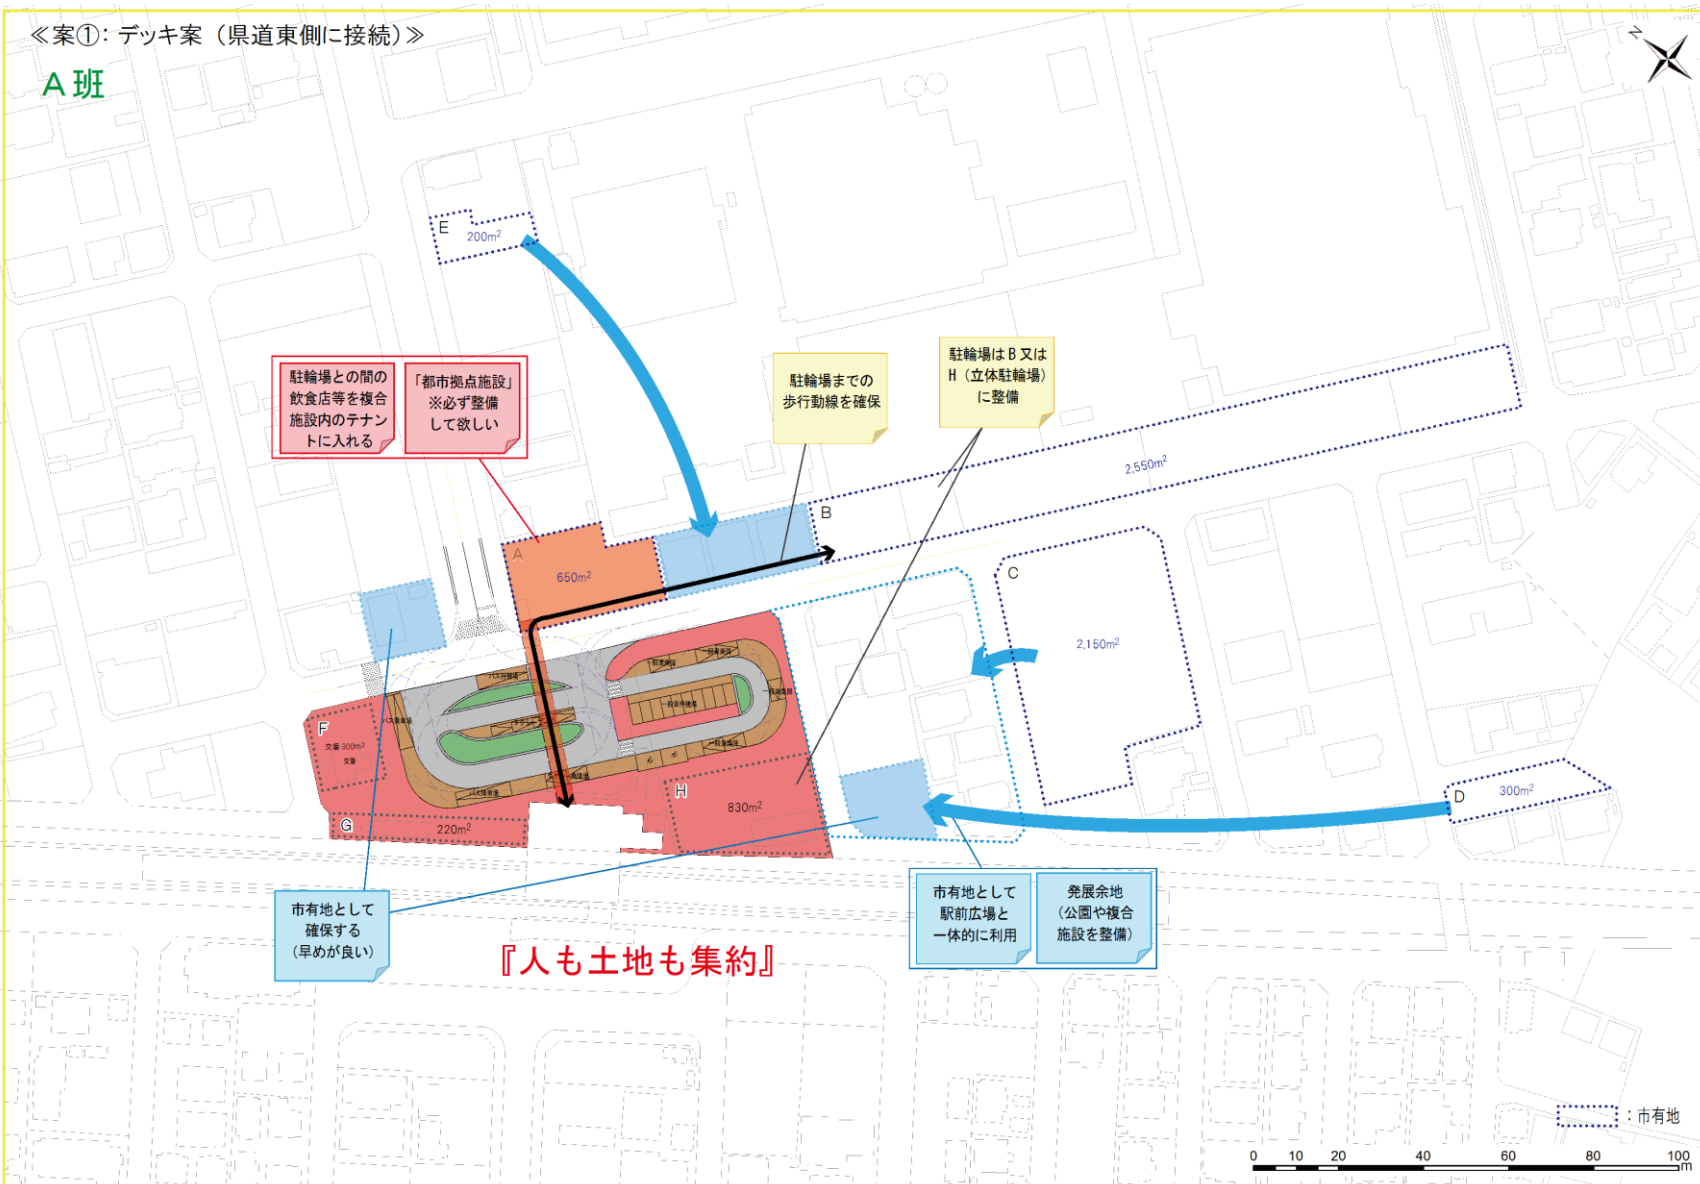 ≪案①：デッキ案（県道東側に接続）≫
A班
N
E
200m²
駐輪場との間の
飲食店等を複合
施設内のテナン
トに入れる
「都市拠点施設」
※必ず整備
して欲しい
駐輪場までの
歩行動線を確保
駐輪場はB又は
H（立体駐輪場）
に整備
2,550m²
B
A
650m²
C
2,150m²
F
交番 300m²
交番
G
220m²
H
830m²
D
300m²
市有地として
確保する
（早めが良い）
『人も土地も集約』
市有地として
駅前広場と
一体的に利用
発展余地
（公園や複合
施設を整備）
：市有地
0 10 20 40 60 80 100
m